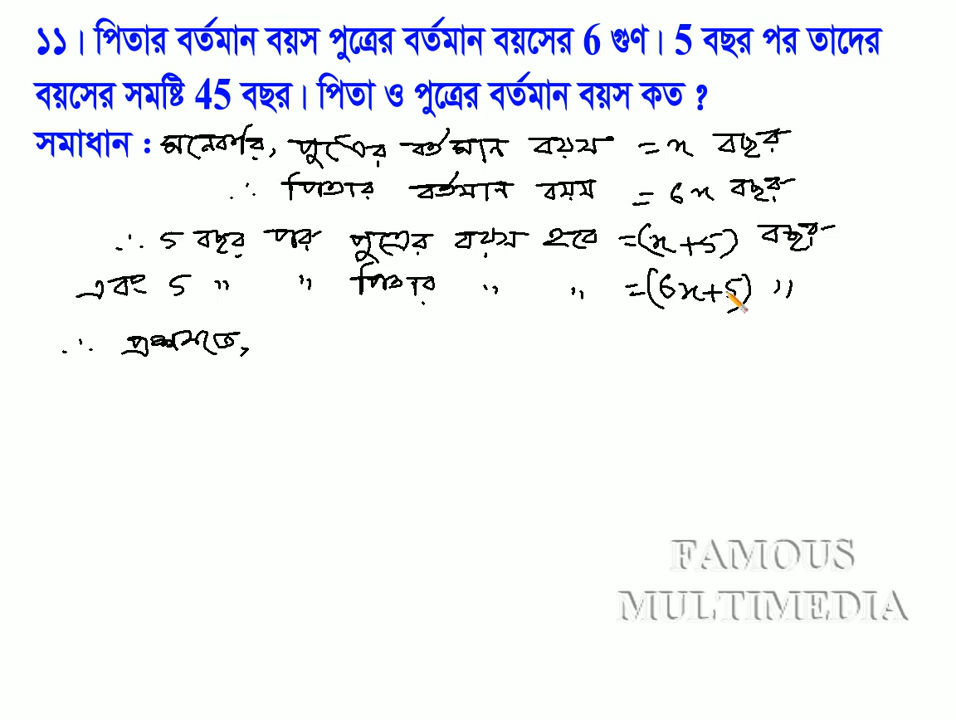 ১১। পিতার বর্তমান বয়স পুত্রের বর্তমান বয়সের 6 গুণ। 5 বছর পর তাদের
বয়সের সমষ্টি 45 বছর। পিতা ও পুত্রের বর্তমান বয়স কত ?
সমাধান : মনেকরি, পুত্রের বর্তমান বয়স = x বছর
∴ পিতার বর্তমান বয়স = 6x বছর
∴ 5 বছর পর পুত্রের বয়স হবে = (x+5) বছর
এবং 5 " " পিতার " " = (6x+5) "
∴ প্রশ্নমতে,
FAMOUS
MULTIMEDIA